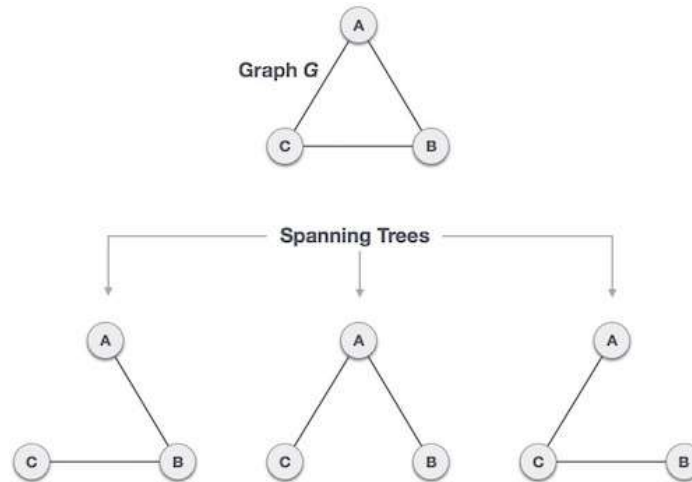 A
Graph G
C B
Spanning Trees
A A A
C B C B C B